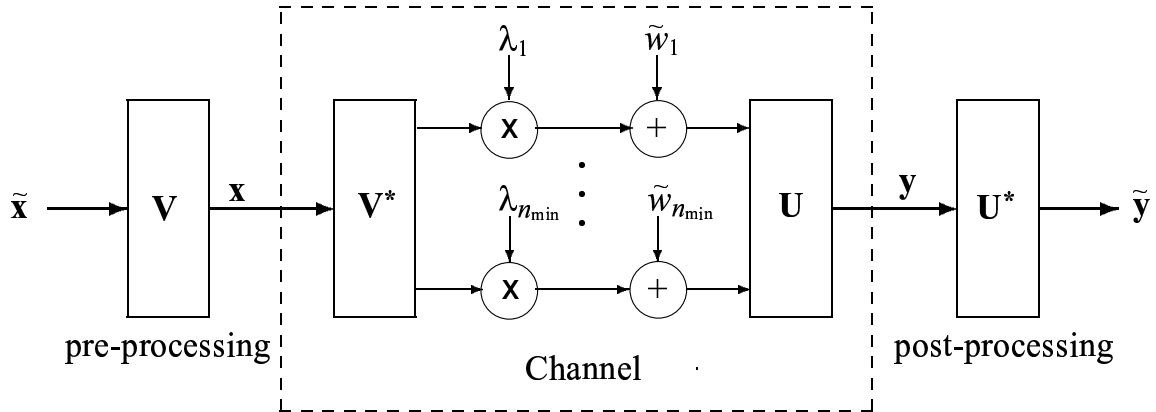 λ₁ w̃₁
x̃ V x V* X + U y U* ỹ
λₙₘᵢₙ w̃ₙₘᵢₙ
X +
pre-processing Channel post-processing